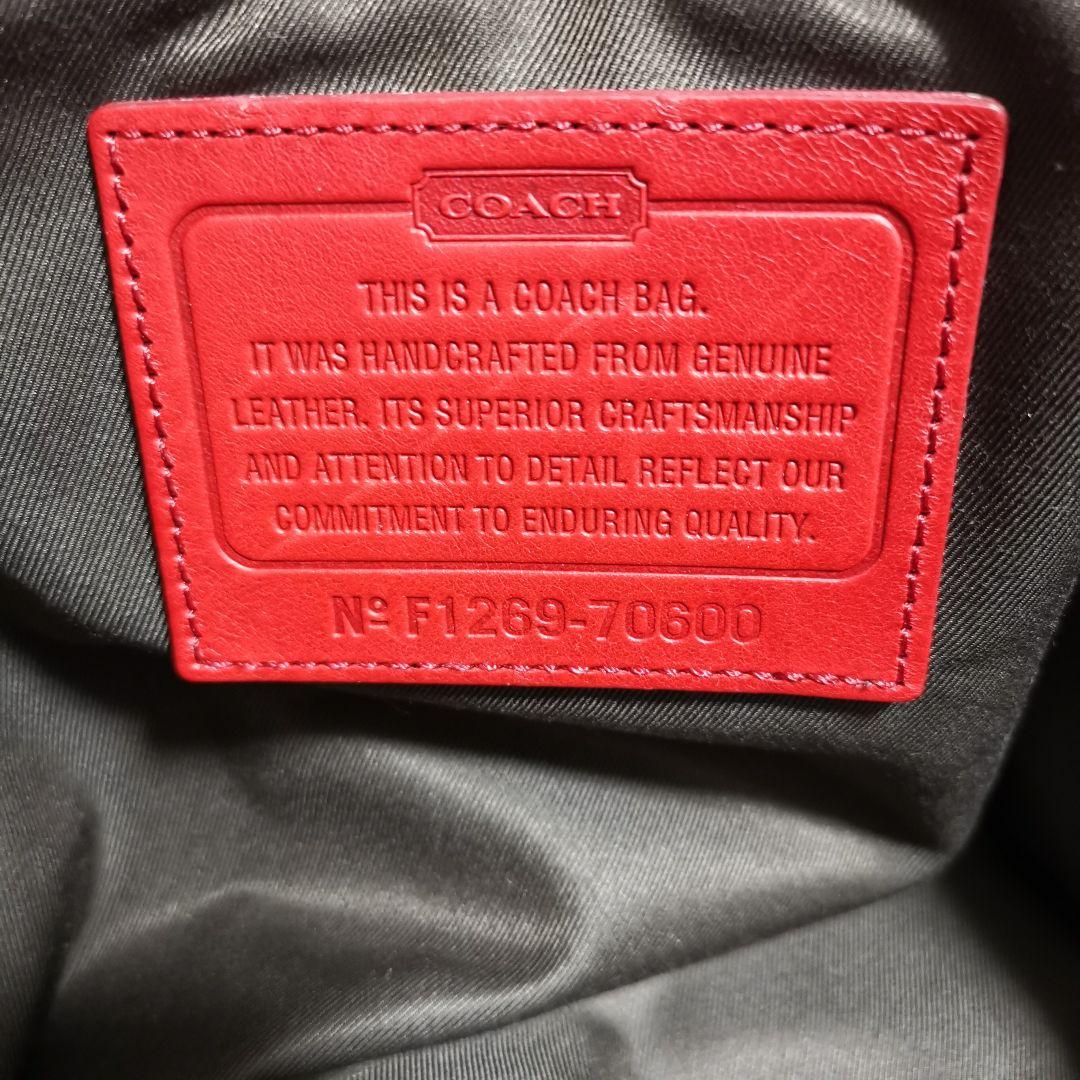 COACH
THIS IS A COACH BAG.
IT WAS HANDCRAFTED FROM GENUINE
LEATHER. ITS SUPERIOR CRAFTSMANSHIP
AND ATTENTION TO DETAIL REFLECT OUR
COMMITMENT TO ENDURING QUALITY.
Nº F1269-70600